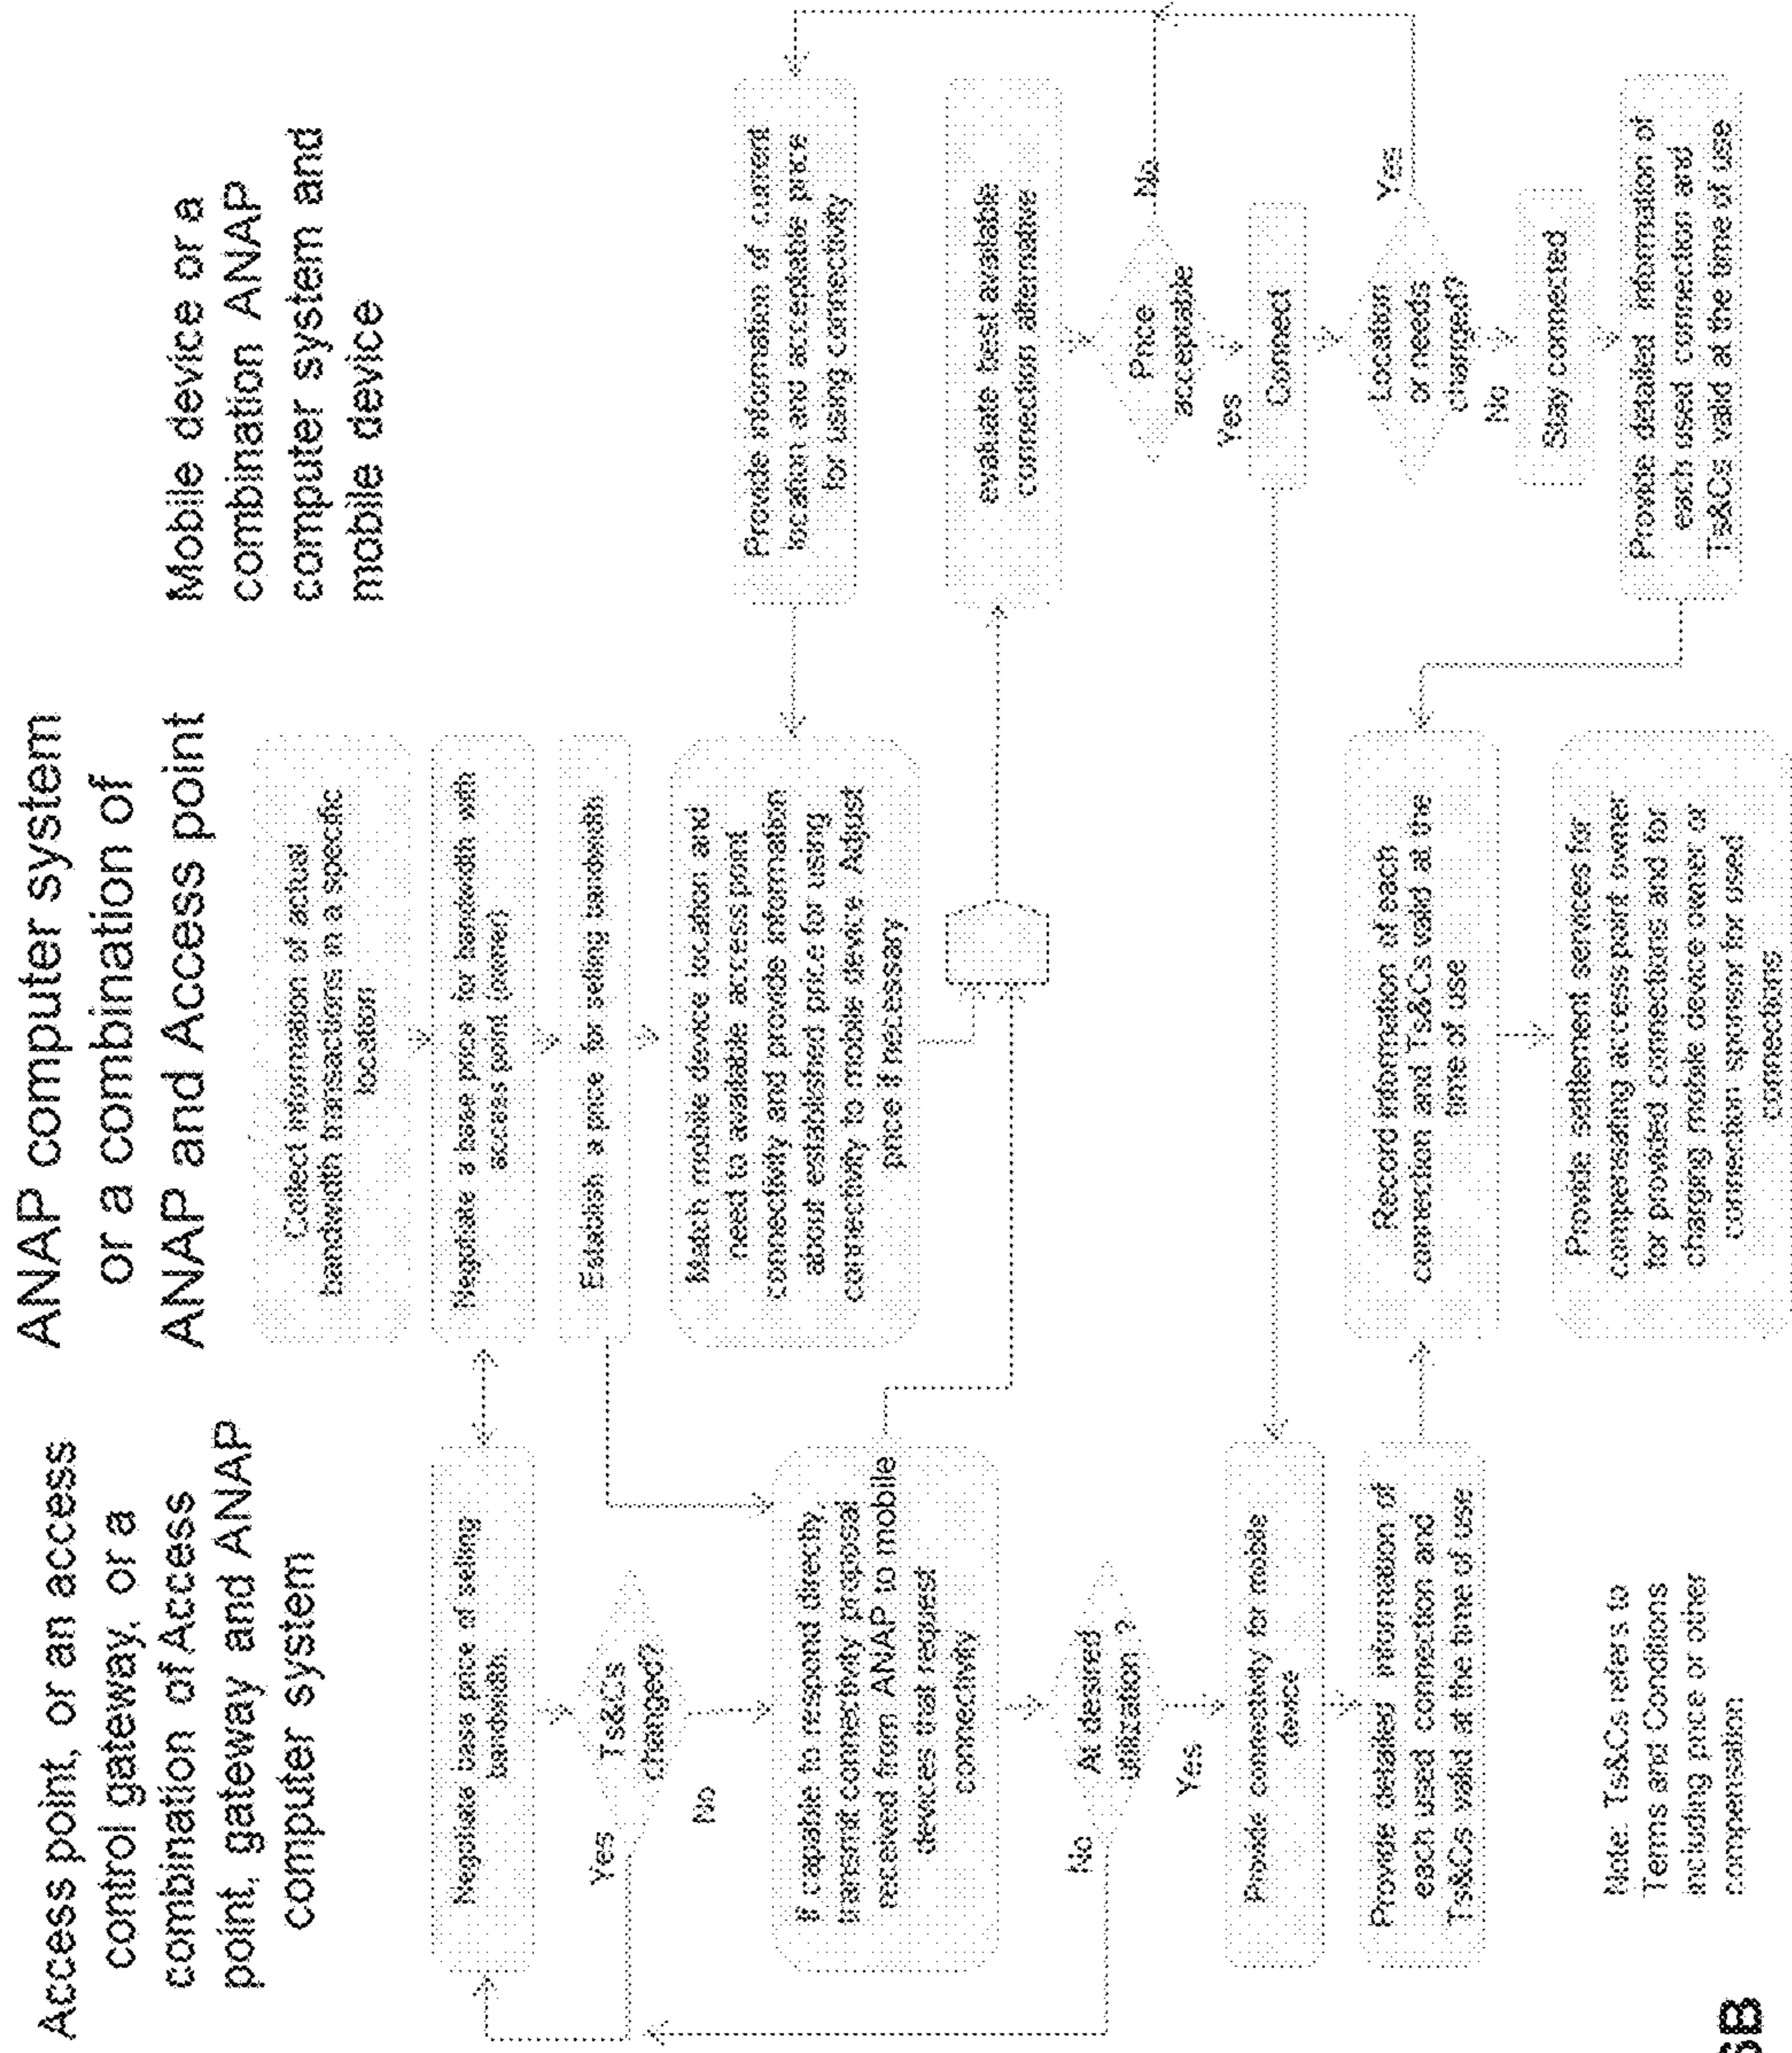 Access point, or an access
control gateway, or a
combination of Access
point, gateway and ANAP
computer system
ANAP computer system
or a combination of
ANAP and Access point
Mobile device or a
combination ANAP
computer system and
mobile device
Negotiate base price of selling
bandwidth
Ts&Cs
changed?
Yes
No
If capable to respond directly,
transmit connectivity proposal
received from ANAP to mobile
devices that request
connectivity
At desired
utilization ?
No
Yes
Provide connectivity for mobile
device
Provide detailed information of
each used connection and
Ts&Cs valid at the time of use
Note: Ts&Cs refers to
Terms and Conditions
including price or other
compensation
Collect information of actual
bandwidth transactions in a specific
location
Negotiate a base price for bandwidth with
access point (owner)
Establish a price for selling bandwidth
Match mobile device location and
need to available access point
connectivity and provide information
about established price for using
connectivity to mobile device Adjust
price if necessary
Record information of each
connection and Ts&Cs valid at the
time of use
Provide settlement services for
compensating access point owner
for provided connections and for
charging mobile device owner or
connection sponsor for used
connections
Provide information of current
location and acceptable price
for using connectivity
evaluate best available
connection alternative
Price
acceptable
No
Yes
Connect
Location
or needs
changed?
Yes
No
Stay connected
Provide detailed information of
each used connection and
Ts&Cs valid at the time of use
6B